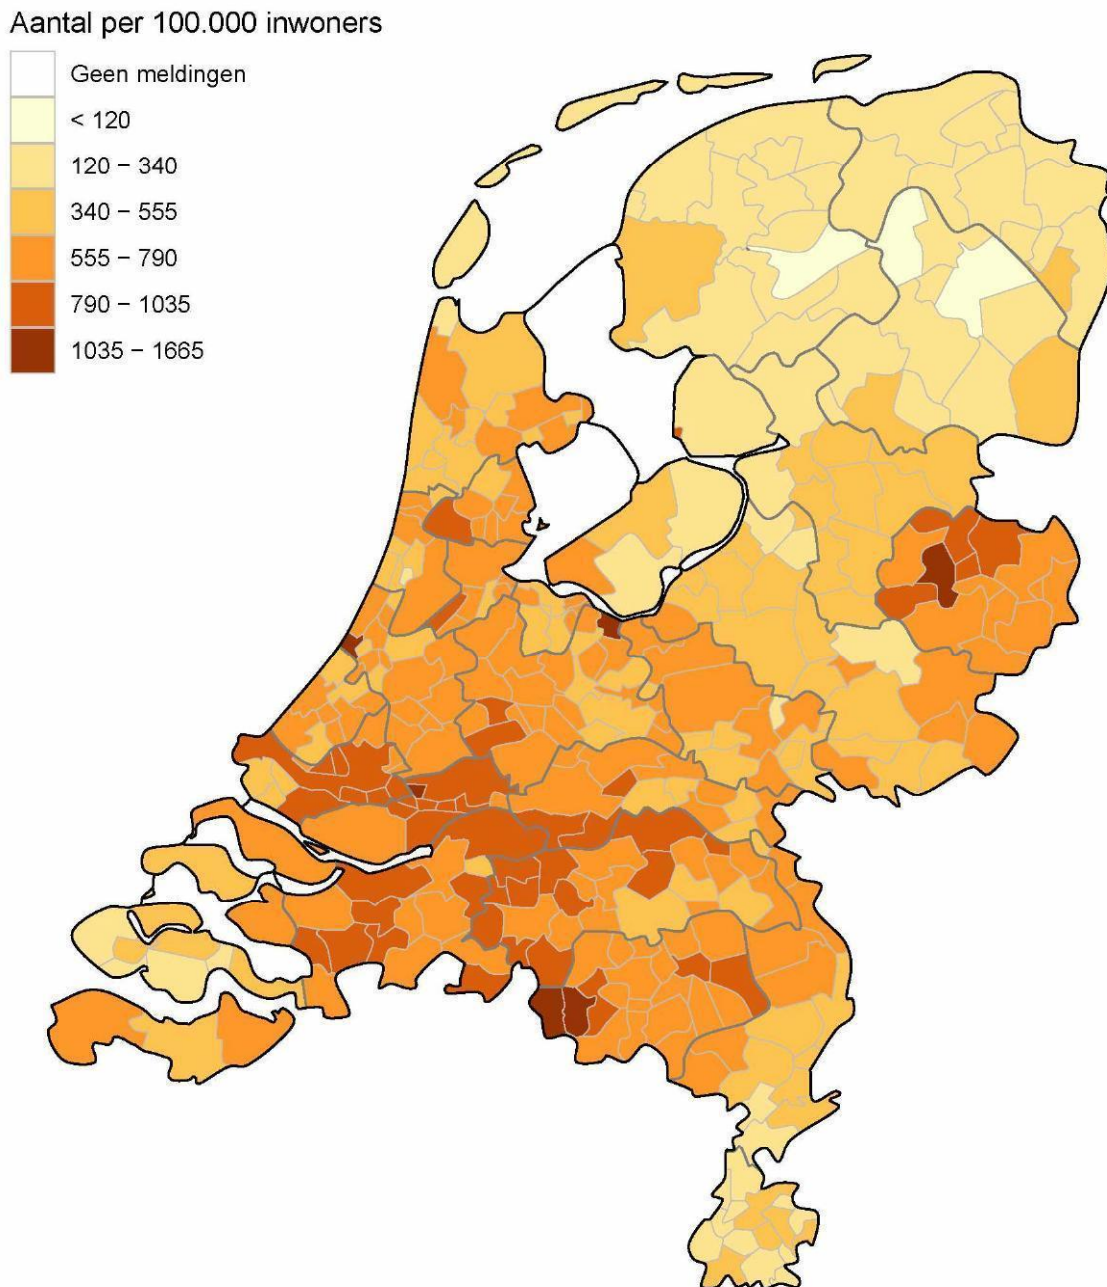 Aantal per 100.000 inwoners
Geen meldingen
< 120
120 − 340
340 − 555
555 − 790
790 − 1035
1035 − 1665